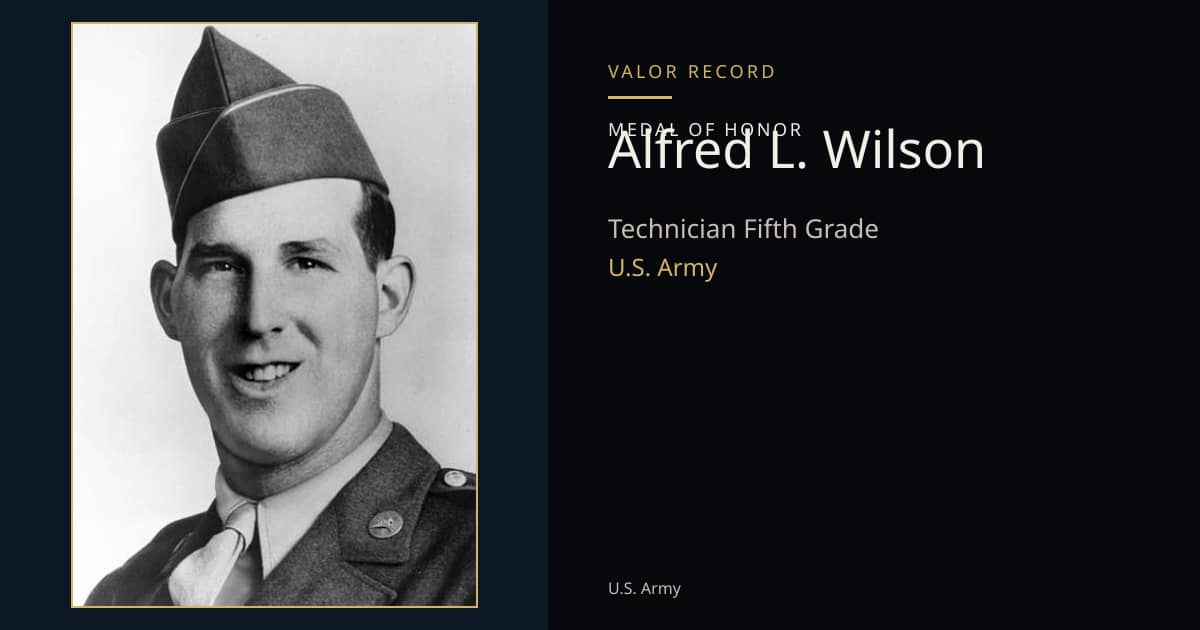 VALOR RECORD
MEDAL OF HONOR
Alfred L. Wilson
Technician Fifth Grade
U.S. Army
U.S. Army